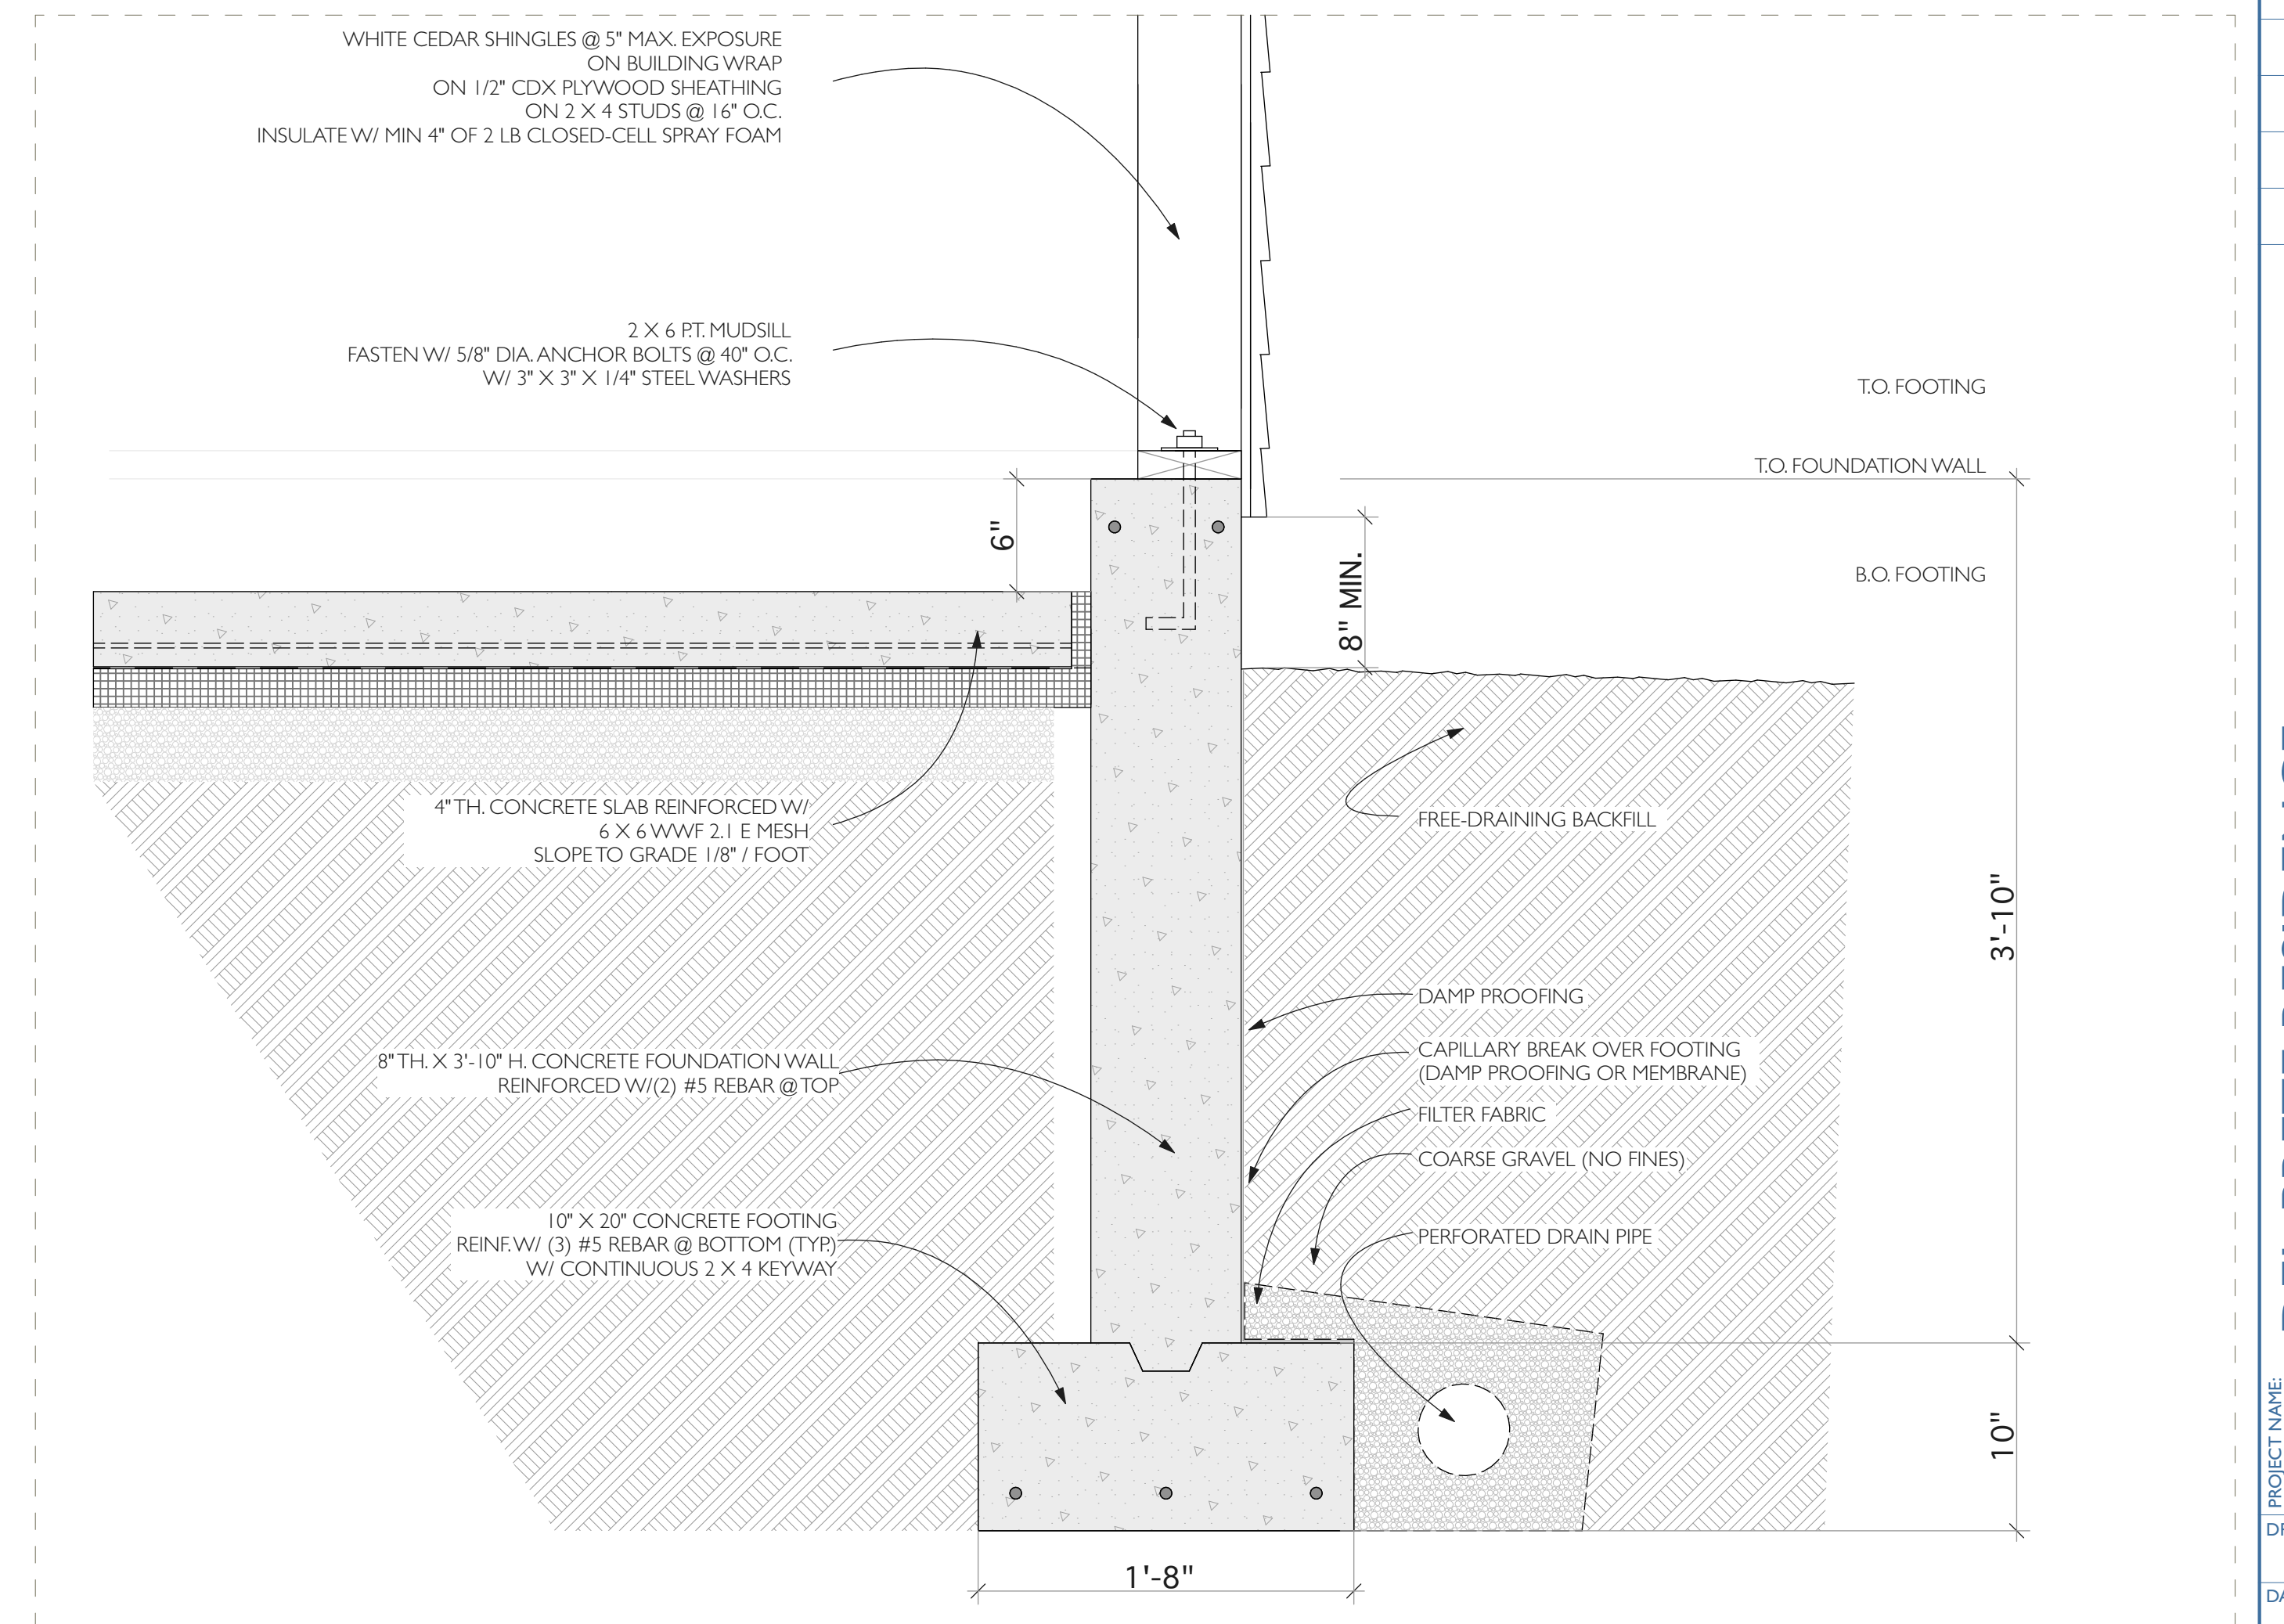 WHITE CEDAR SHINGLES @ 5" MAX. EXPOSURE
ON BUILDING WRAP
ON 1/2" CDX PLYWOOD SHEATHING
ON 2 X 4 STUDS @ 16" O.C.
INSULATE W/ MIN 4" OF 2 LB CLOSED-CELL SPRAY FOAM
2 X 6 P.T. MUDSILL
FASTEN W/ 5/8" DIA. ANCHOR BOLTS @ 40" O.C.
W/ 3" X 3" X 1/4" STEEL WASHERS
T.O. FOOTING
T.O. FOUNDATION WALL
6"
8" MIN.
B.O. FOOTING
4" TH. CONCRETE SLAB REINFORCED W/
6 X 6 WWF 2.1 E MESH
SLOPE TO GRADE 1/8" / FOOT
FREE-DRAINING BACKFILL
3'-10"
DAMP PROOFING
CAPILLARY BREAK OVER FOOTING
(DAMP PROOFING OR MEMBRANE)
8" TH. X 3'-10" H. CONCRETE FOUNDATION WALL
REINFORCED W/(2) #5 REBAR @ TOP
FILTER FABRIC
COARSE GRAVEL (NO FINES)
10" X 20" CONCRETE FOOTING
REINF. W/ (3) #5 REBAR @ BOTTOM (TYP.)
W/ CONTINUOUS 2 X 4 KEYWAY
PERFORATED DRAIN PIPE
10"
1'-8"
PROJECT NAME: